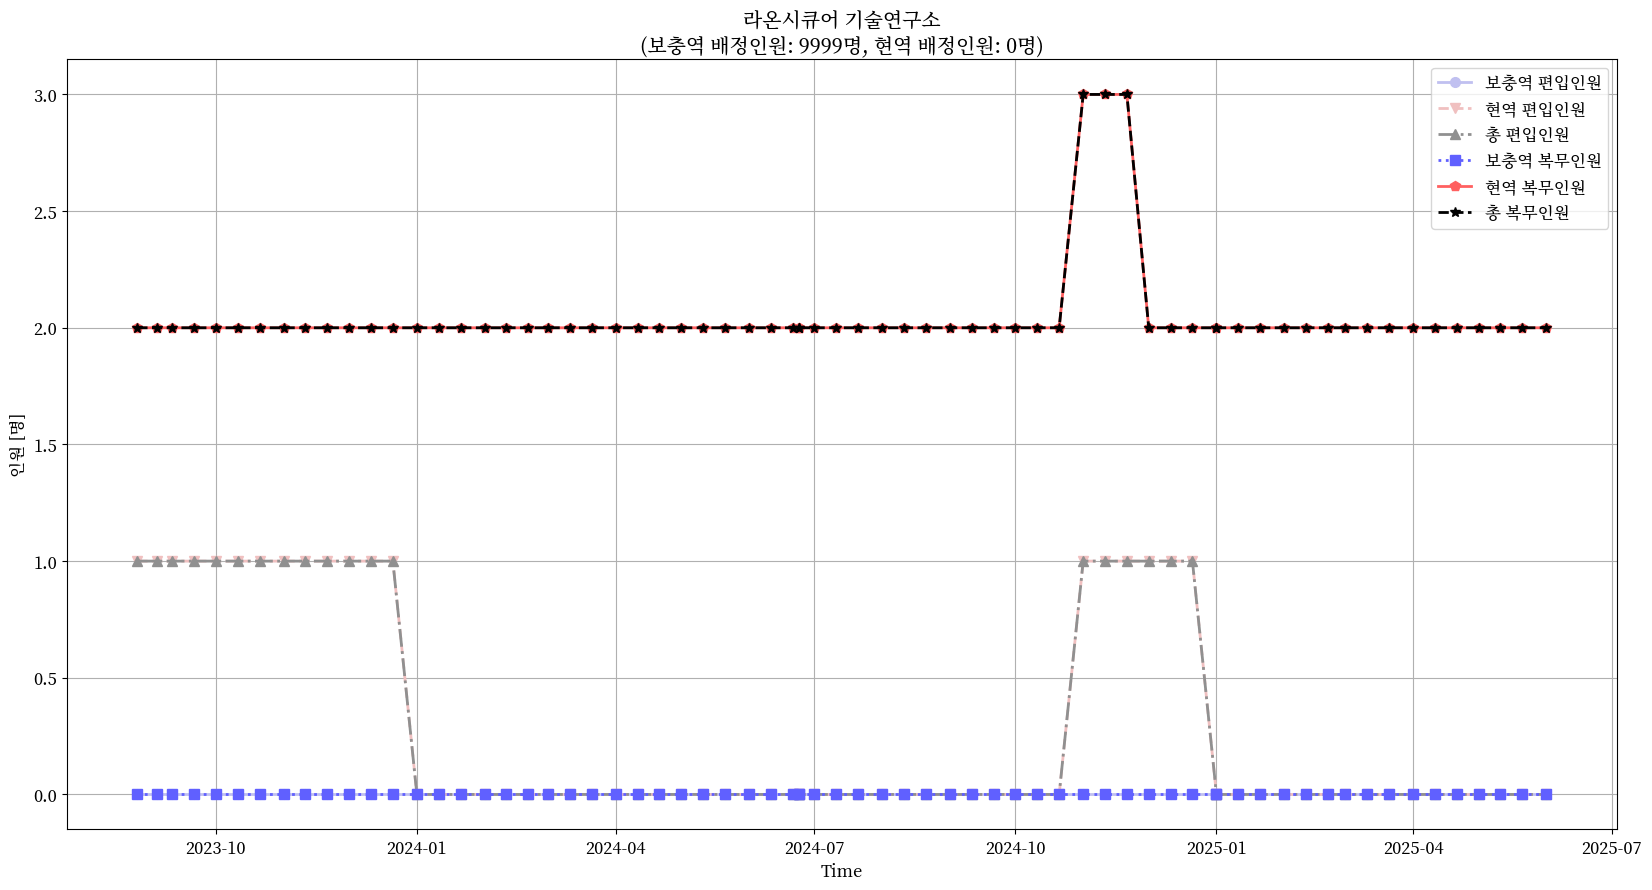 라온시큐어 기술연구소
(보충역 배정인원: 9999명, 현역 배정인원: 0명)
보충역 편입인원
현역 편입인원
총 편입인원
보충역 복무인원
현역 복무인원
총 복무인원
3.0
2.5
2.0
1.5
1.0
0.5
0.0
인원 [명]
2023-10
2024-01
2024-04
2024-07
2024-10
2025-01
2025-04
2025-07
Time